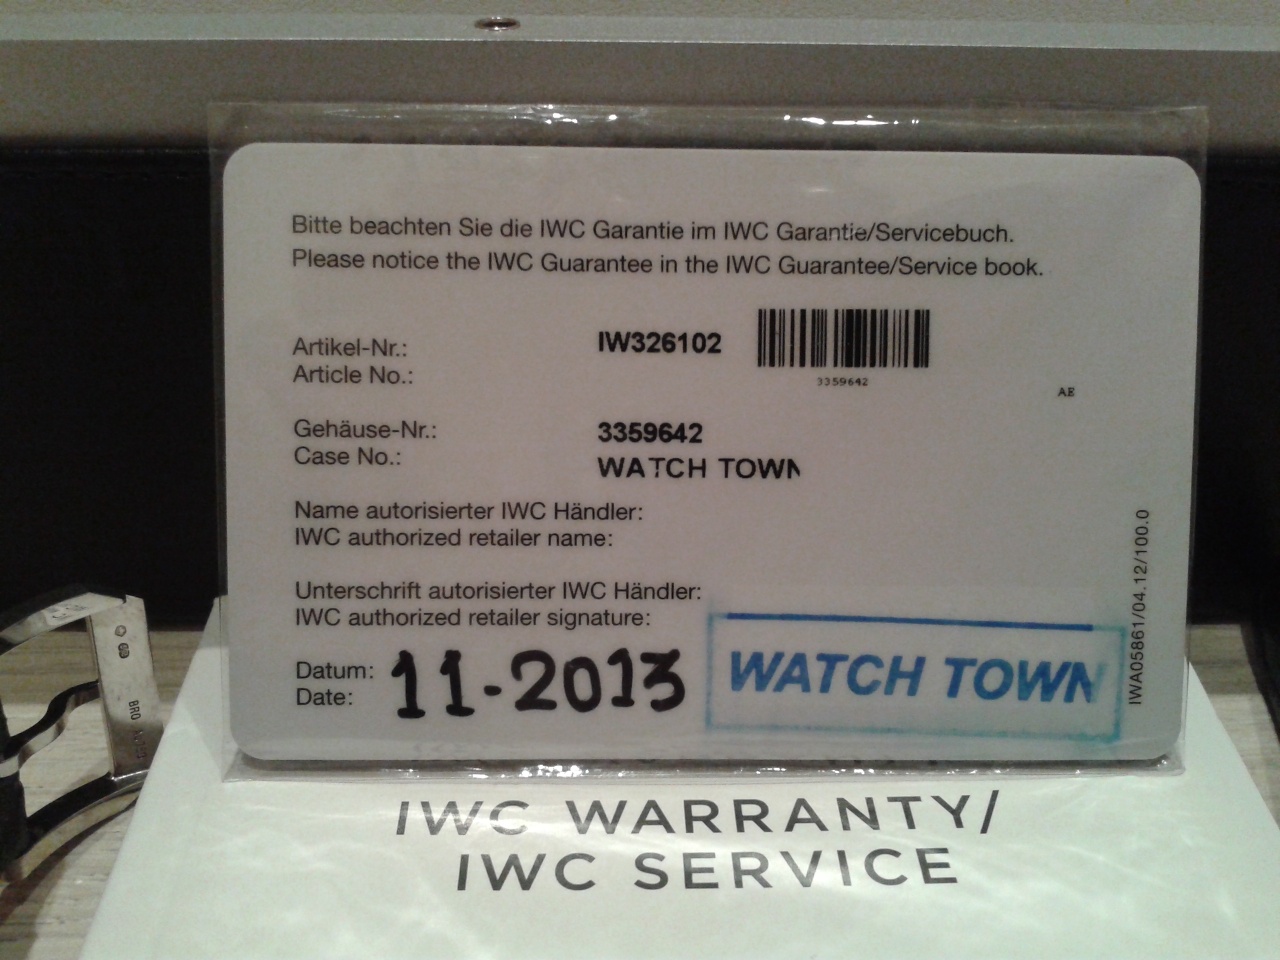 Bitte beachten Sie die IWC Garantie im IWC Garantie/Servicebuch.
Please notice the IWC Guarantee in the IWC Guarantee/Service book.
Artikel-Nr.: IW326102
Article No.:
3359642
AE
Gehäuse-Nr.: 3359642
Case No.: WATCH TOWN
Name autorisierter IWC Händler:
IWC authorized retailer name:
Unterschrift autorisierter IWC Händler:
IWC authorized retailer signature:
Datum:
Date: 11-2013
WATCH TOWN
IWA05861/04.12/100.0
IWC WARRANTY/
IWC SERVICE